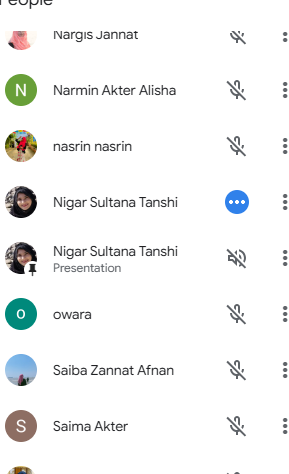 People
Nargis Jannat
N
Narmin Akter Alisha
nasrin nasrin
Nigar Sultana Tanshi
Nigar Sultana Tanshi
Presentation
o
owara
Saiba Zannat Afnan
S
Saima Akter